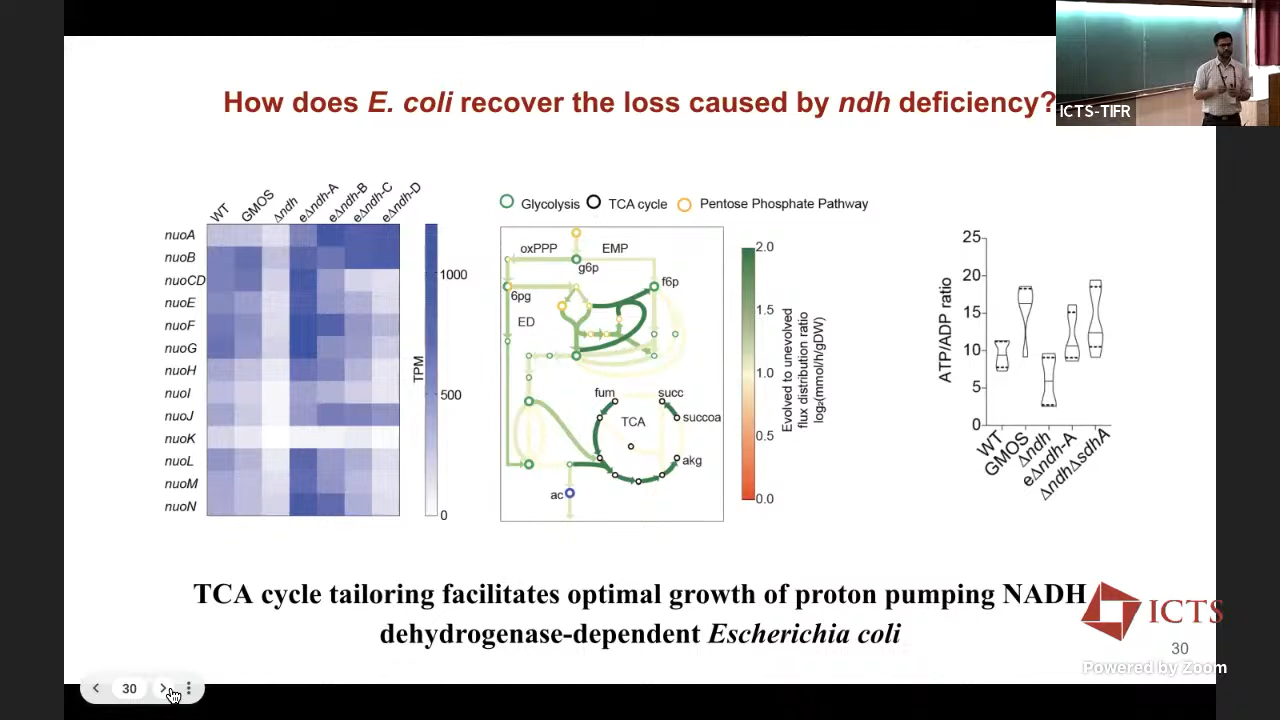 How does E. coli recover the loss caused by ndh deficiency?
ICTS-TIFR
WT GMOS Δndh eΔndh-A eΔndh-B eΔndh-C eΔndh-D
nuoA
nuoB
nuoCD
nuoE
nuoF
nuoG
nuoH
nuoI
nuoJ
nuoK
nuoL
nuoM
nuoN
1000
500
0
TPM
Glycolysis TCA cycle Pentose Phosphate Pathway
oxPPP EMP
g6p
f6p
6pg
ED
fum succ
TCA succoa
akg
ac
2.0
1.5
1.0
0.5
0.0
Evolved to unevolved
flux distribution ratio
log₂(mmol/h/gDW)
ATP/ADP ratio
25
20
15
10
5
0
WT GMOS Δndh eΔndh-A ΔndhΔsdhA
TCA cycle tailoring facilitates optimal growth of proton pumping NADH
dehydrogenase-dependent Escherichia coli
ICTS
30
Powered by Zoom
30